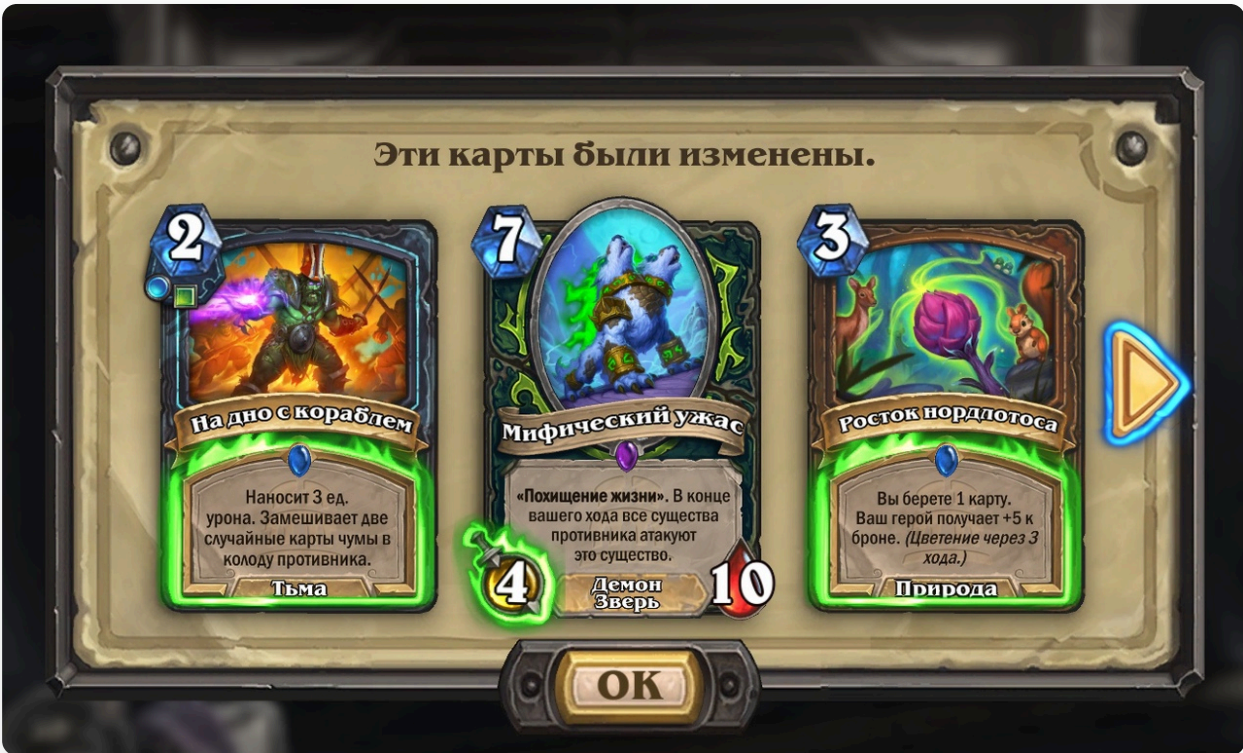 Эти карты были изменены.
2
На дно с кораблем
Наносит 3 ед.
урона. Замешивает две
случайные карты чумы в
колоду противника.
Тьма
7
Мифический ужас
«Похищение жизни». В конце
вашего хода все существа
противника атакуют
это существо.
4
Демон
Зверь
10
3
Росток нордлотоса
Вы берете 1 карту.
Ваш герой получает +5 к
броне. (Цветение через 3
хода.)
Природа
ОК